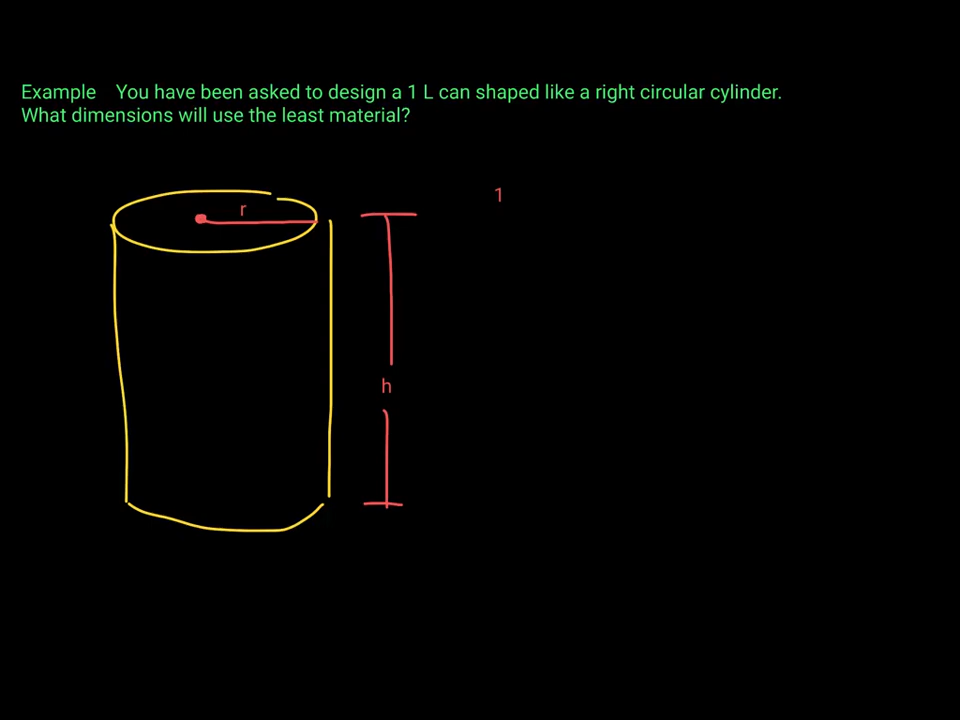 Example You have been asked to design a 1 L can shaped like a right circular cylinder.
What dimensions will use the least material?
1
r
h